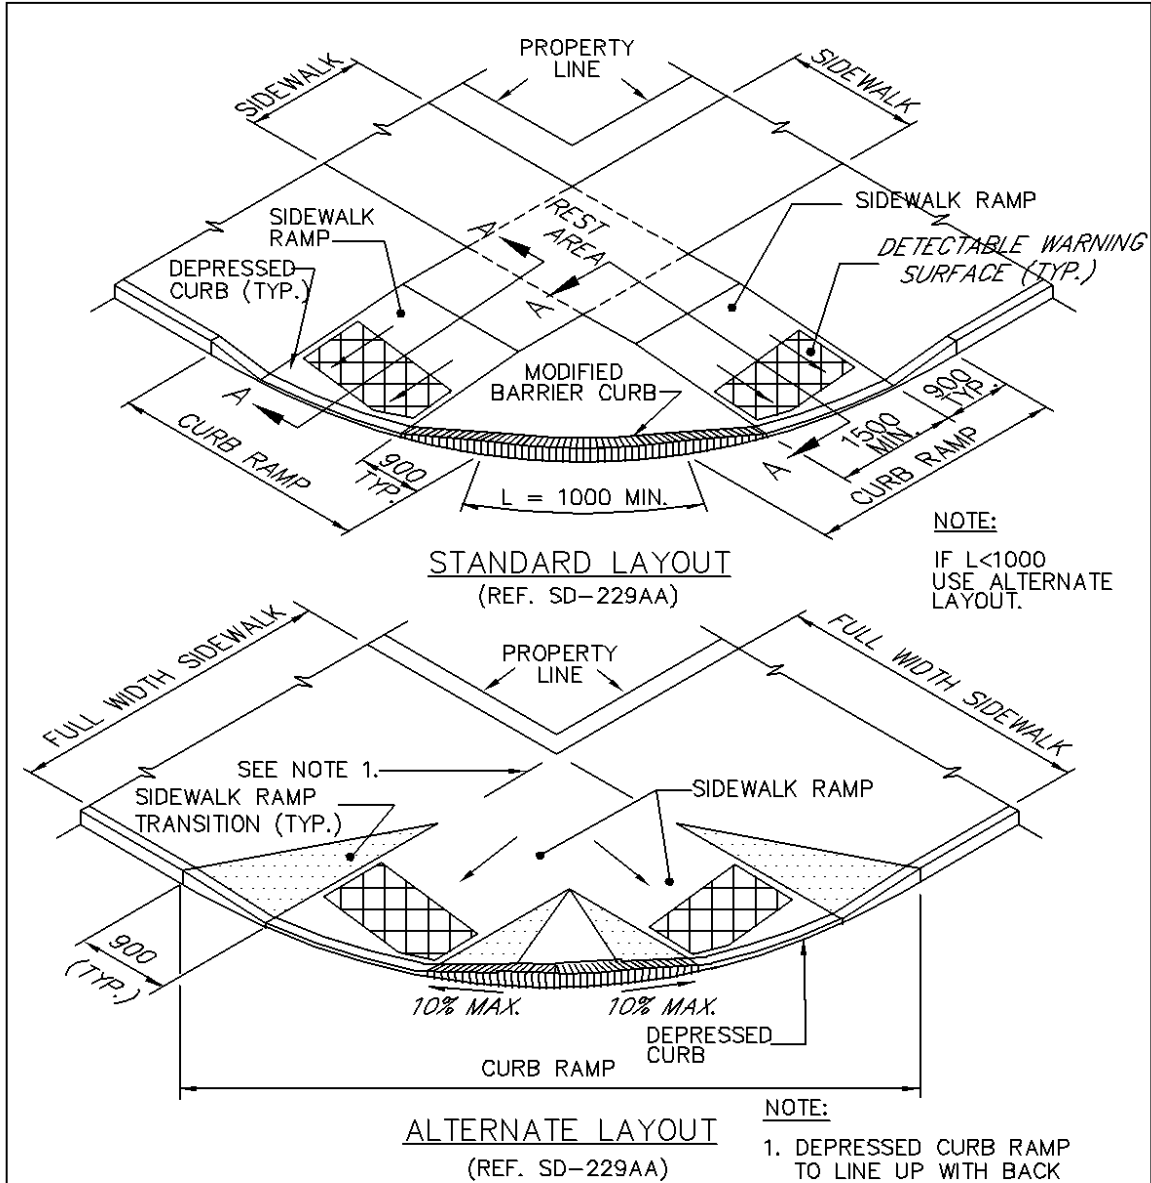 PROPERTY
LINE
SIDEWALK
SIDEWALK
SIDEWALK
RAMP
DEPRESSED
CURB (TYP.)
A
A
REST
AREA
SIDEWALK RAMP
DETECTABLE WARNING
SURFACE (TYP.)
MODIFIED
BARRIER CURB
A
A
CURB RAMP
900
TYP.
L = 1000 MIN.
1500
MIN.
900
TYP.
CURB RAMP
STANDARD LAYOUT
(REF. SD-229AA)
NOTE:
IF L<1000
USE ALTERNATE
LAYOUT.
FULL WIDTH SIDEWALK
PROPERTY
LINE
FULL WIDTH SIDEWALK
SEE NOTE 1.
SIDEWALK RAMP
TRANSITION (TYP.)
SIDEWALK RAMP
900
(TYP.)
10% MAX.
10% MAX.
DEPRESSED
CURB
CURB RAMP
ALTERNATE LAYOUT
(REF. SD-229AA)
NOTE:
1. DEPRESSED CURB RAMP
TO LINE UP WITH BACK